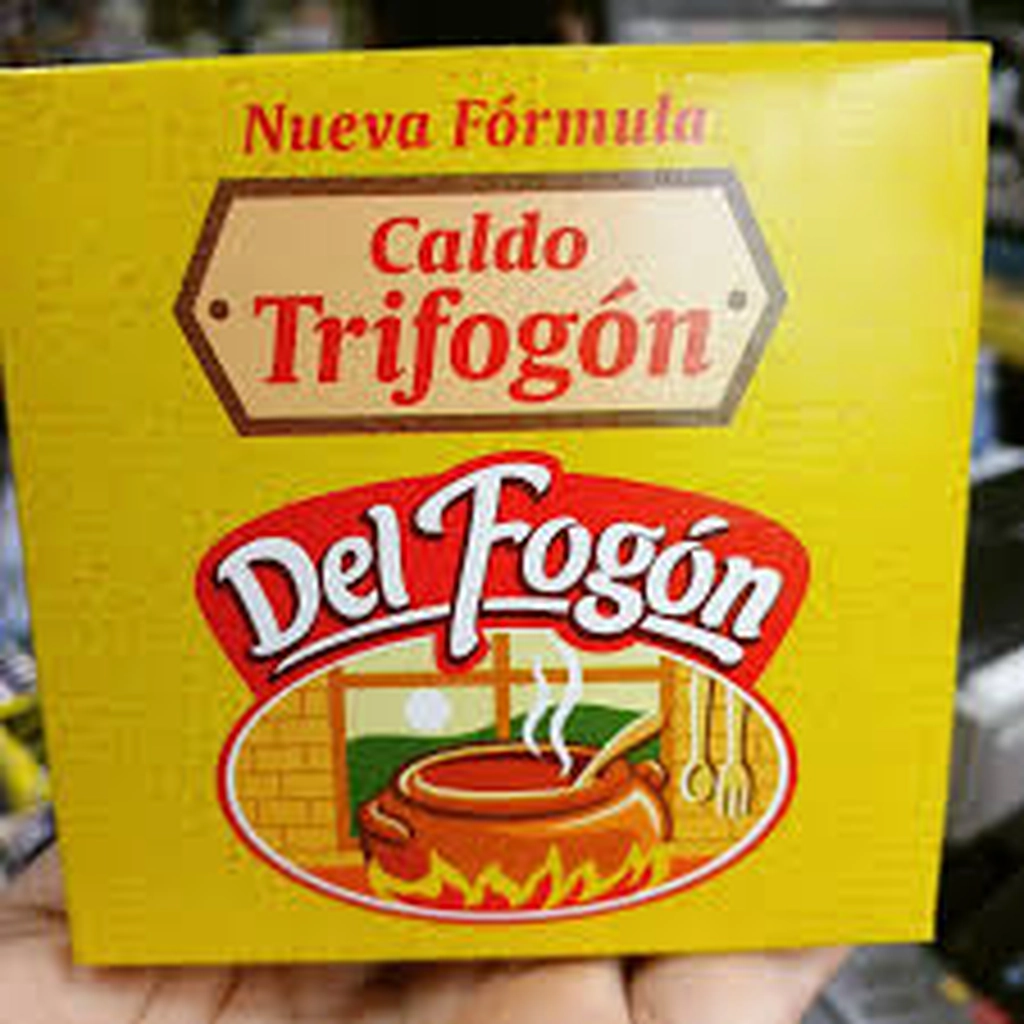 Nueva Fórmula
Caldo
Trifogón
Del Fogón